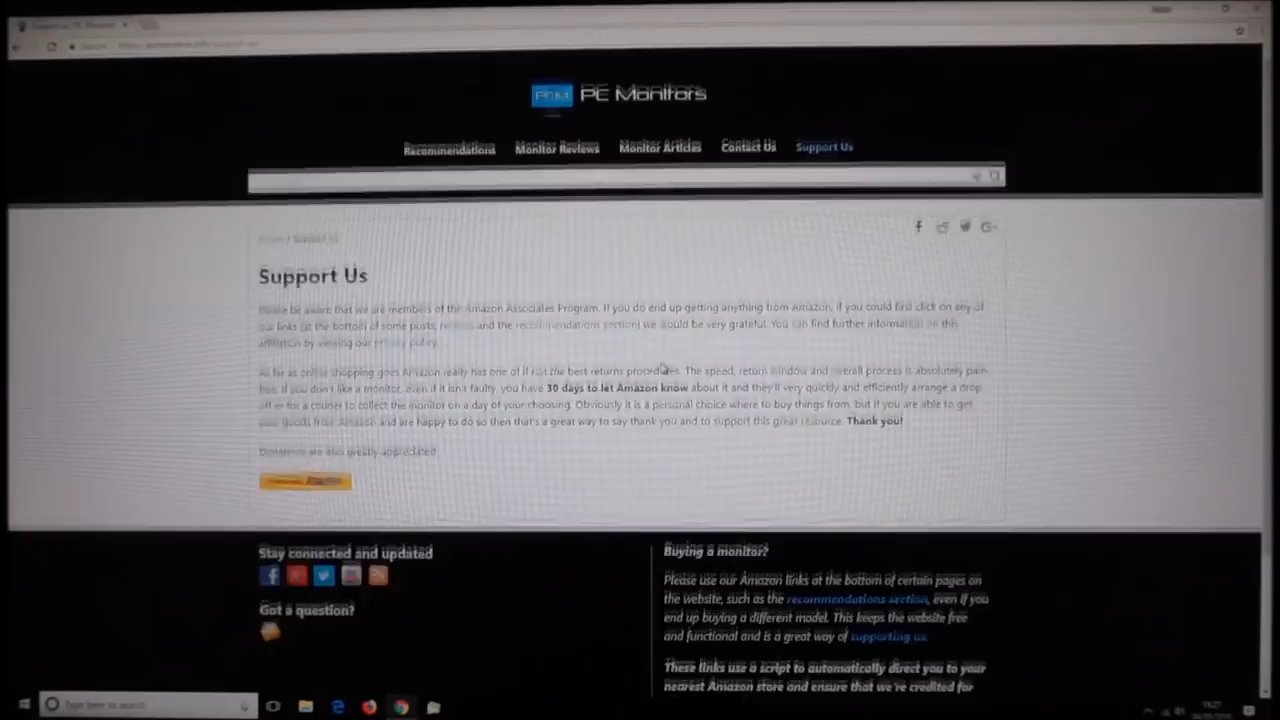 PE Monitors
Recommendations Monitor Reviews Monitor Articles Contact Us Support Us
/ Support Us
Support Us
be aware that we are members of the Amazon Associates Program. If you do end up getting anything from Amazon, if you could first click on any of
our links (at the bottom of some posts, and the recommendations section) we would be very grateful. You can find further information on this
affiliation by viewing our privacy policy.
As far as online shopping goes Amazon really has one of if not the best returns procedures. The speed, return window and overall process is absolutely pain
free. If you don't like a monitor, even if it isn't faulty, you have 30 days to let Amazon know about it and they'll very quickly and efficiently arrange a drop
off or for a courier to collect the monitor on a day of your choosing. Obviously it is a personal choice where to buy things from, but if you are able to get
your goods from Amazon and are happy to do so then that's a great way to say thank you and to support this great resource. Thank you!
Donations are also greatly appreciated
Stay connected and updated
Got a question?
Buying a monitor?
Please use our Amazon links at the bottom of certain pages on
the website, such as the recommendations section, even if you
end up buying a different model. This keeps the website free
and functional and is a great way of supporting us.
These links use a script to automatically direct you to your
nearest Amazon store and ensure that we're credited for
Type here to search